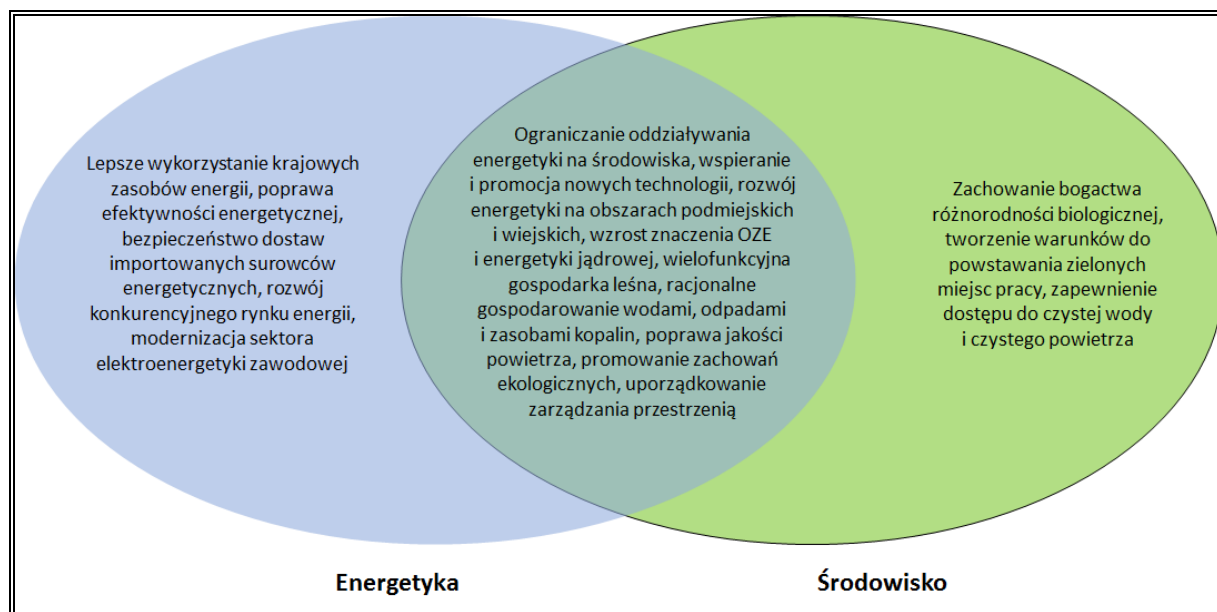 Lepsze wykorzystanie krajowych
zasobów energii, poprawa
efektywności energetycznej,
bezpieczeństwo dostaw
importowanych surowców
energetycznych, rozwój
konkurencyjnego rynku energii,
modernizacja sektora
elektroenergetyki zawodowej
Ograniczanie oddziaływania
energetyki na środowiska, wspieranie
i promocja nowych technologii, rozwój
energetyki na obszarach podmiejskich
i wiejskich, wzrost znaczenia OZE
i energetyki jądrowej, wielofunkcyjna
gospodarka leśna, racjonalne
gospodarowanie wodami, odpadami
i zasobami kopalin, poprawa jakości
powietrza, promowanie zachowań
ekologicznych, uporządkowanie
zarządzania przestrzenią
Zachowanie bogactwa
różnorodności biologicznej,
tworzenie warunków do
powstawania zielonych
miejsc pracy, zapewnienie
dostępu do czystej wody
i czystego powietrza
Energetyka
Środowisko